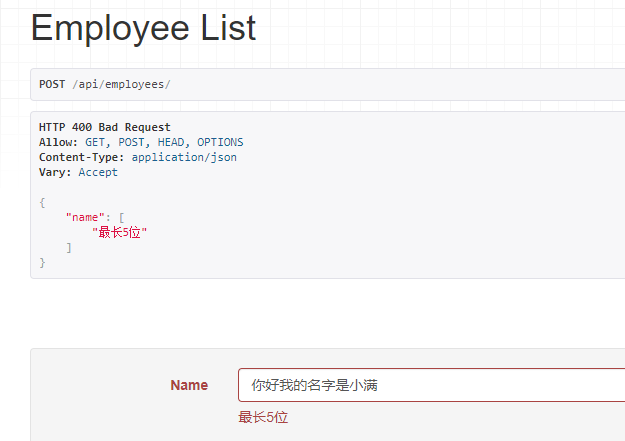 Employee List
POST /api/employees/
HTTP 400 Bad Request
Allow: GET, POST, HEAD, OPTIONS
Content-Type: application/json
Vary: Accept
{
"name": [
"最长5位"
]
}
Name 你好我的名字是小满
最长5位